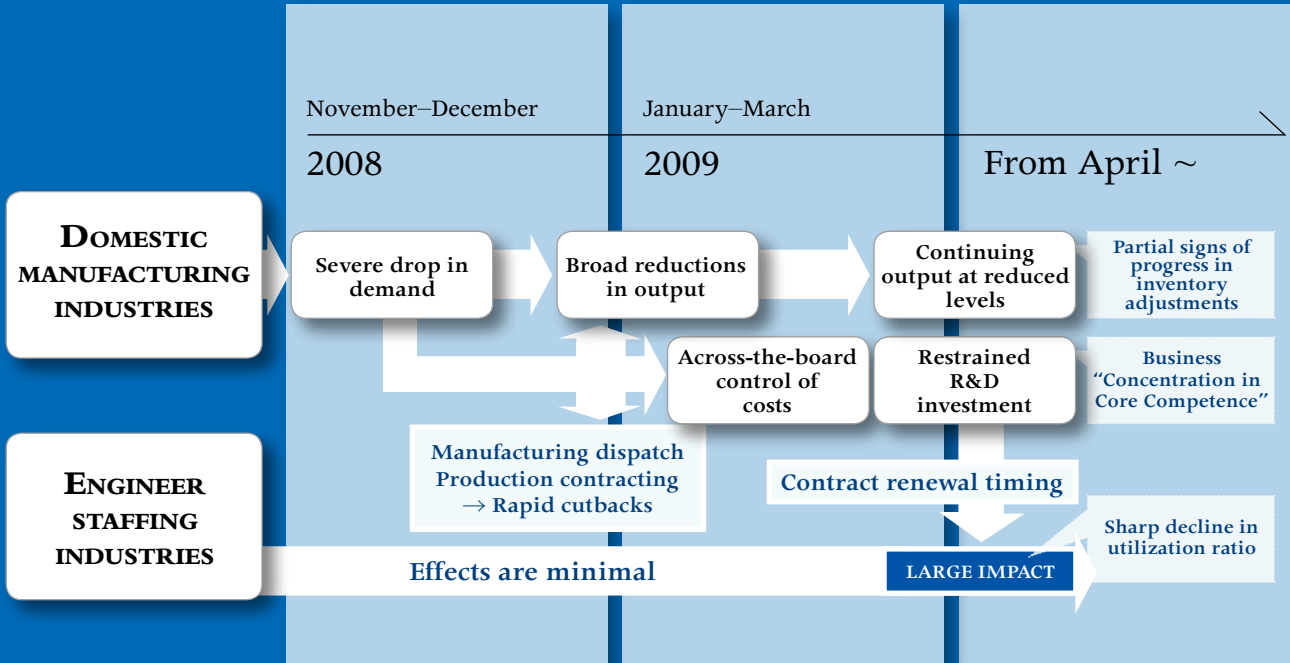 November–December
January–March
2008
2009
From April ~
DOMESTIC
MANUFACTURING
INDUSTRIES
Severe drop in
demand
Broad reductions
in output
Continuing
output at reduced
levels
Partial signs of
progress in
inventory
adjustments
Across-the-board
control of
costs
Restrained
R&D
investment
Business
“Concentration in
Core Competence”
Manufacturing dispatch
Production contracting
→ Rapid cutbacks
Contract renewal timing
ENGINEER
STAFFING
INDUSTRIES
Effects are minimal
LARGE IMPACT
Sharp decline in
utilization ratio